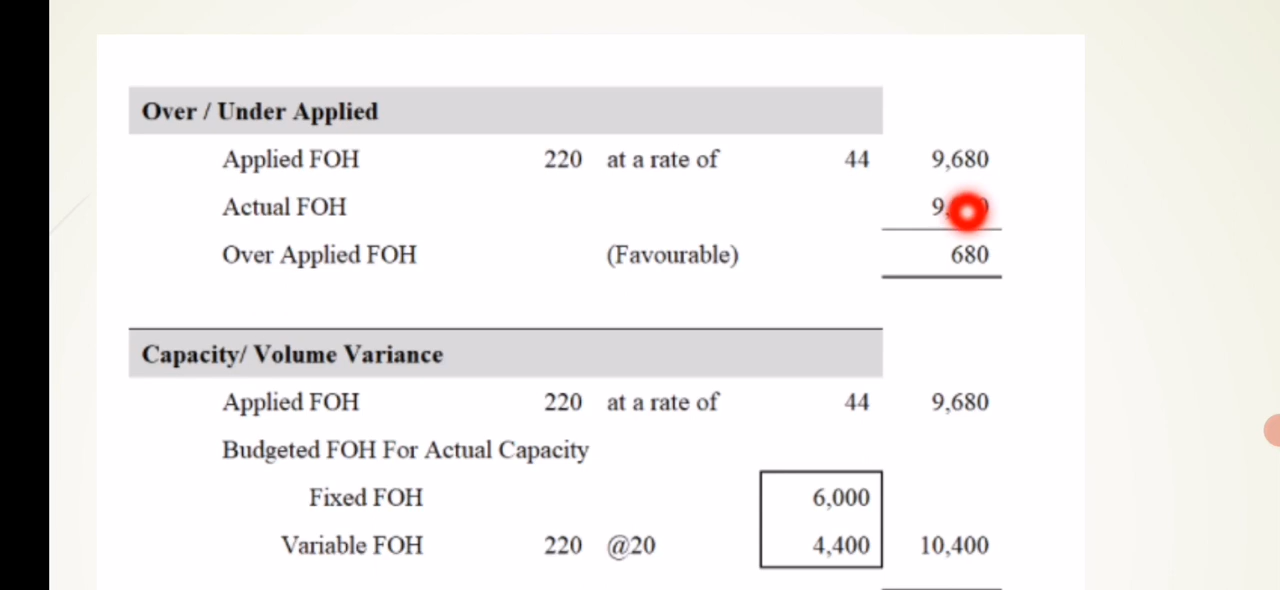 Over / Under Applied
Applied FOH 220 at a rate of 44 9,680
Actual FOH
Over Applied FOH (Favourable) 680
Capacity/ Volume Variance
Applied FOH 220 at a rate of 44 9,680
Budgeted FOH For Actual Capacity
Fixed FOH 6,000
Variable FOH 220 @20 4,400 10,400